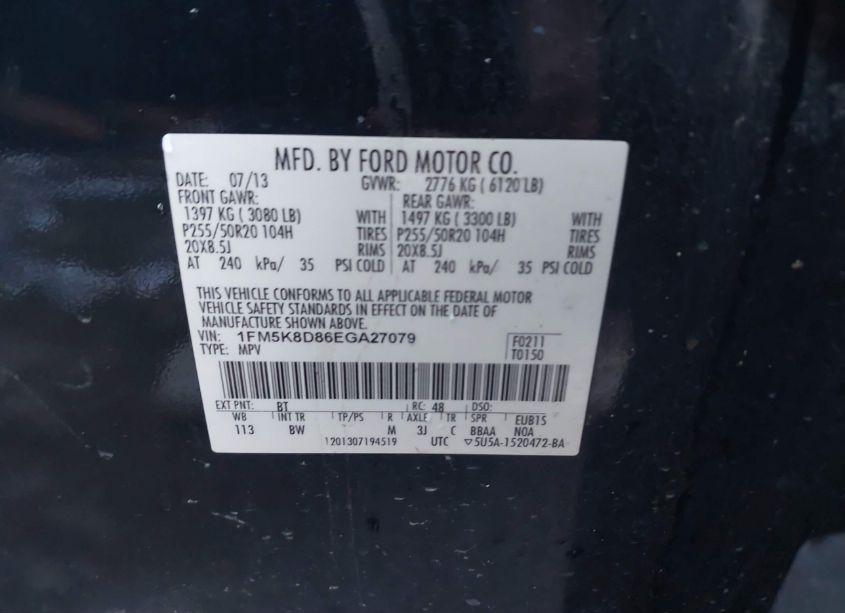 MFD. BY FORD MOTOR CO.
DATE: 07/13 GVWR: 2776 KG ( 6120 LB)
FRONT GAWR: REAR GAWR:
1397 KG ( 3080 LB) WITH 1497 KG ( 3300 LB) WITH
P255/50R20 104H TIRES P255/50R20 104H TIRES
20X8.5J RIMS 20X8.5J RIMS
AT 240 kPa/ 35 PSI COLD AT 240 kPa/ 35 PSI COLD
THIS VEHICLE CONFORMS TO ALL APPLICABLE FEDERAL MOTOR
VEHICLE SAFETY STANDARDS IN EFFECT ON THE DATE OF
MANUFACTURE SHOWN ABOVE.
VIN: 1FM5K8D86EGA27079 F0211
TYPE: MPV T0150
EXT PNT: BT RC: 48 DSO:
WB INT TR TP/PS R AXLE TR SPR EUB1S
113 BW M 3J C BBAA NOA
1201307194519 UTC ▽5U5A-1520472-BA